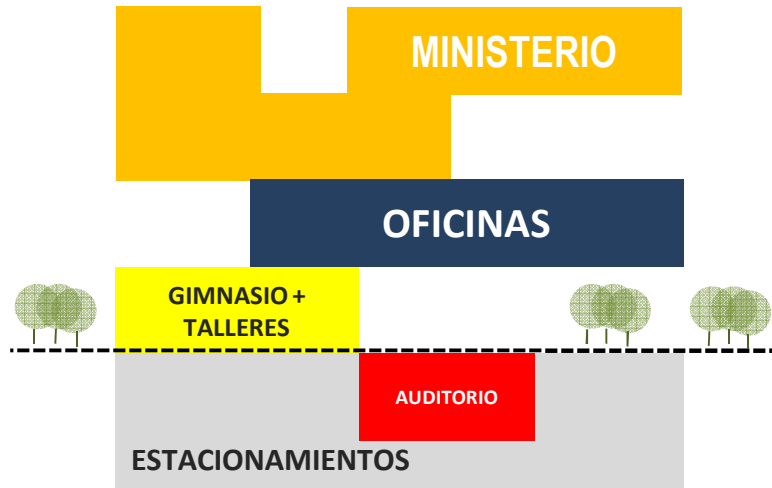 MINISTERIO
OFICINAS
GIMNASIO +
TALLERES
AUDITORIO
ESTACIONAMIENTOS